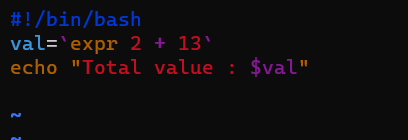 #!/bin/bash
val=`expr 2 + 13`
echo "Total value : $val"
~
~